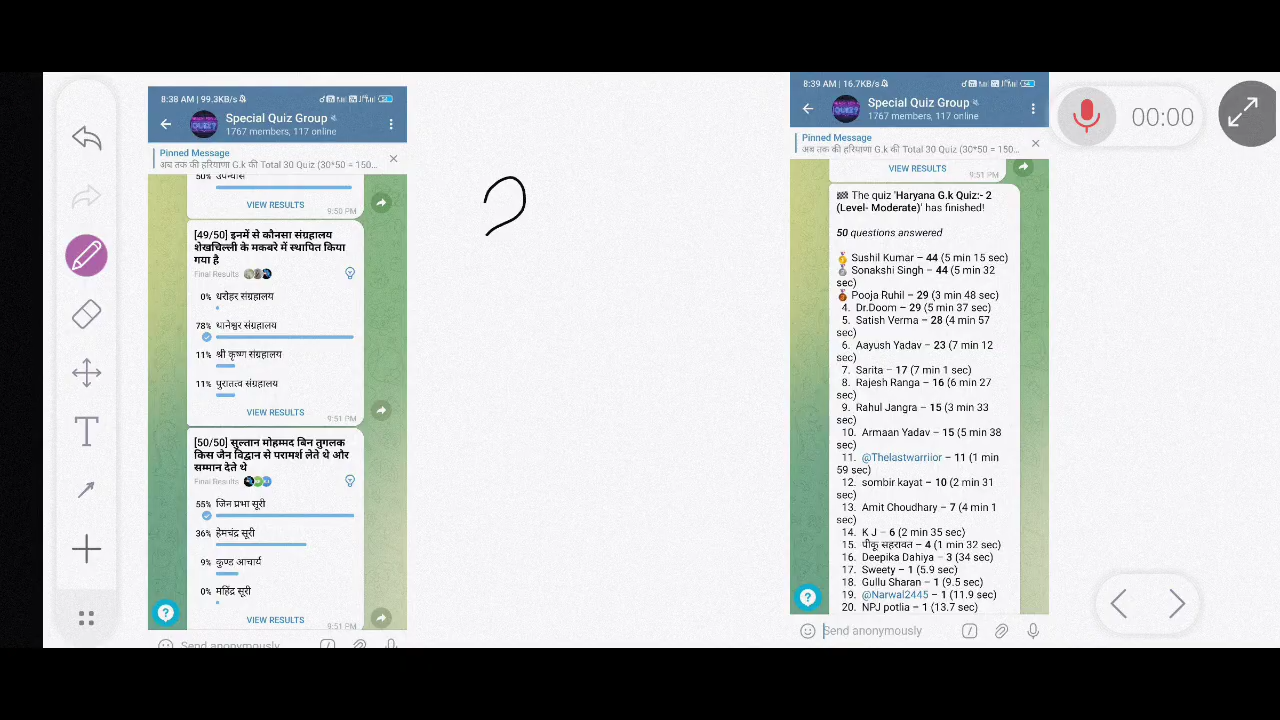 8:38 AM | 99.3KB/s
Special Quiz Group
1767 members, 117 online
Pinned Message
अब तक की हरियाणा G.k की Total 30 Quiz (30*50 = 150...
50% उपन्यास
VIEW RESULTS
9:50 PM
[49/50] इनमें से कौनसा संग्रहालय
शेखचिल्ली के मकबरे में स्थापित किया
गया है
Final Results
0% धरोहर संग्रहालय
78% थानेश्वर संग्रहालय
11% श्री कृष्ण संग्रहालय
11% पुरातत्व संग्रहालय
VIEW RESULTS
9:51 PM
[50/50] सुल्तान मोहम्मद बिन तुगलक
किस जैन विद्वान से परामर्श लेते थे और
सम्मान देते थे
Final Results
55% जिन प्रभा सूरी
36% हेमचंद्र सूरी
9% कुण्ड आचार्य
0% महिंद्र सूरी
VIEW RESULTS
9:51 PM
Send anonymously
2
8:39 AM | 16.7KB/s
Special Quiz Group
1767 members, 117 online
Pinned Message
अब तक की हरियाणा G.k की Total 30 Quiz (30*50 = 150...
VIEW RESULTS
9:51 PM
The quiz 'Haryana G.k Quiz:- 2
(Level- Moderate)' has finished!
50 questions answered
Sushil Kumar – 44 (5 min 15 sec)
Sonakshi Singh – 44 (5 min 32
sec)
Pooja Ruhil – 29 (3 min 48 sec)
4. Dr.Doom – 29 (5 min 37 sec)
5. Satish Verma – 28 (4 min 57
sec)
6. Aayush Yadav – 23 (7 min 12
sec)
7. Sarita – 17 (7 min 1 sec)
8. Rajesh Ranga – 16 (6 min 27
sec)
9. Rahul Jangra – 15 (3 min 33
sec)
10. Armaan Yadav – 15 (5 min 38
sec)
11. @Thelastwarriior – 11 (1 min
59 sec)
12. sombir kayat – 10 (2 min 31
sec)
13. Amit Choudhary – 7 (4 min 1
sec)
14. K J – 6 (2 min 35 sec)
15. पीकू सहरावत – 4 (1 min 32 sec)
16. Deepika Dahiya – 3 (34 sec)
17. Sweety – 1 (5.9 sec)
18. Gullu Sharan – 1 (9.5 sec)
19. @Narwal2445 – 1 (11.9 sec)
20. NPJ potlia – 1 (13.7 sec)
Send anonymously
00:00
T